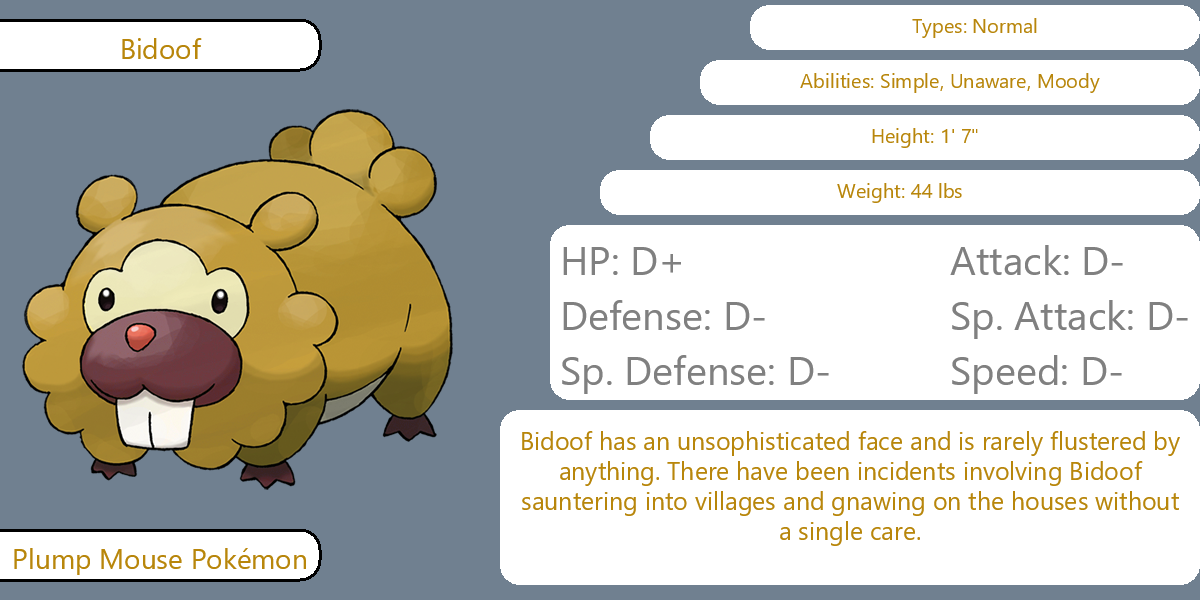 Bidoof
Types: Normal
Abilities: Simple, Unaware, Moody
Height: 1' 7"
Weight: 44 lbs
HP: D+ Attack: D-
Defense: D- Sp. Attack: D-
Sp. Defense: D- Speed: D-
Bidoof has an unsophisticated face and is rarely flustered by
anything. There have been incidents involving Bidoof
sauntering into villages and gnawing on the houses without
a single care.
Plump Mouse Pokémon